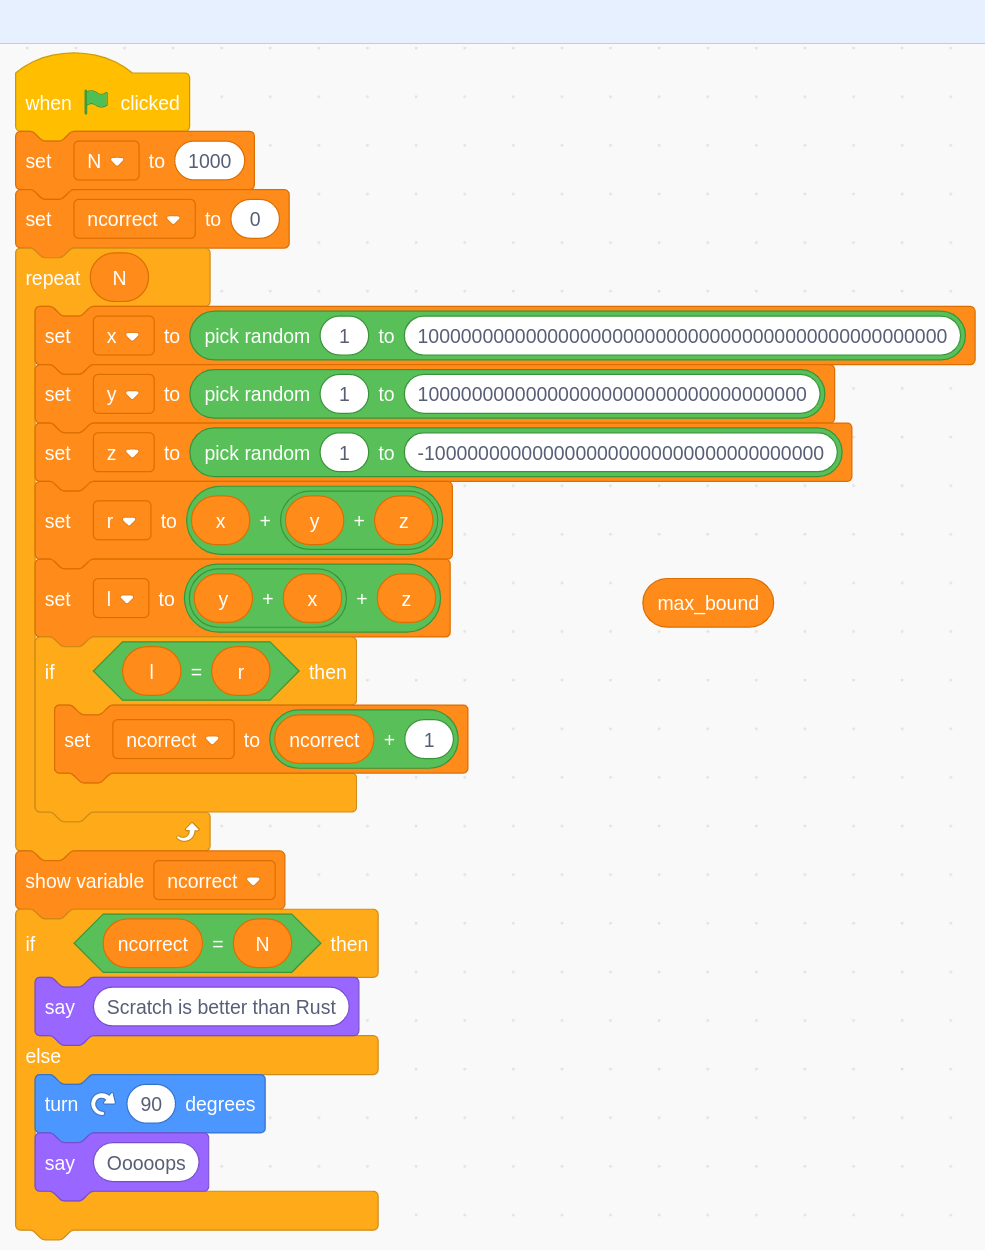 when clicked
set N to 1000
set ncorrect to 0
repeat N
set x to pick random 1 to 1000000000000000000000000000000000000000000000000
set y to pick random 1 to 100000000000000000000000000000000000
set z to pick random 1 to -1000000000000000000000000000000000000
set r to x + y + z
set l to y + x + z
max_bound
if l = r then
set ncorrect to ncorrect + 1
show variable ncorrect
if ncorrect = N then
say Scratch is better than Rust
else
turn 90 degrees
say Ooooops